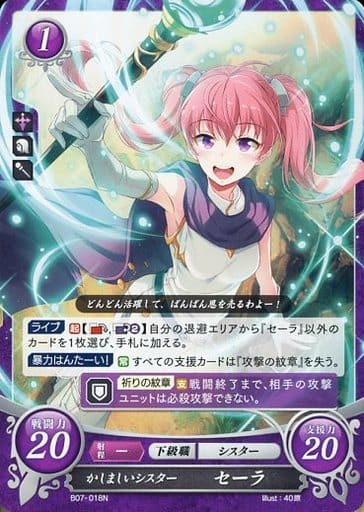 1
どんどん活躍して、ばんばん恩を売るわよー!
ライブ 起【 、 2】自分の退避エリアから『セーラ』以外の
カードを1枚選び、手札に加える。
暴力はんたーい! 常 すべての支援カードは『攻撃の紋章』を失う。
祈りの紋章 支 戦闘終了まで、相手の攻撃
ユニットは必殺攻撃できない。
戦闘力
20
射程
一
下級職
シスター
支援力
20
かしましいシスター セーラ
B07-018N
Illust:40原